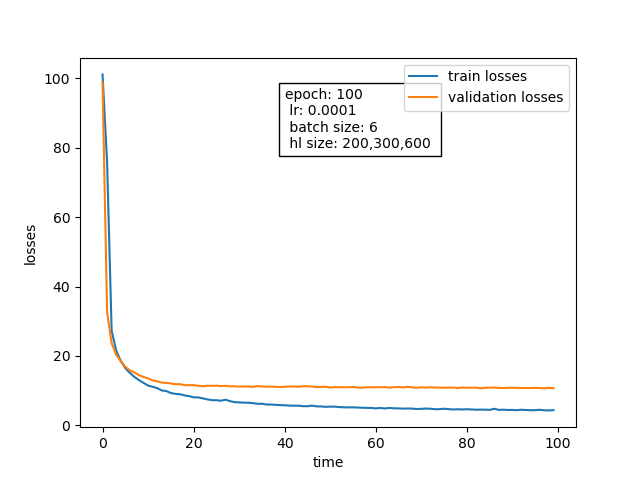 train losses
validation losses
epoch: 100
lr: 0.0001
batch size: 6
hl size: 200,300,600
100
80
60
40
20
0
losses
0 20 40 60 80 100
time